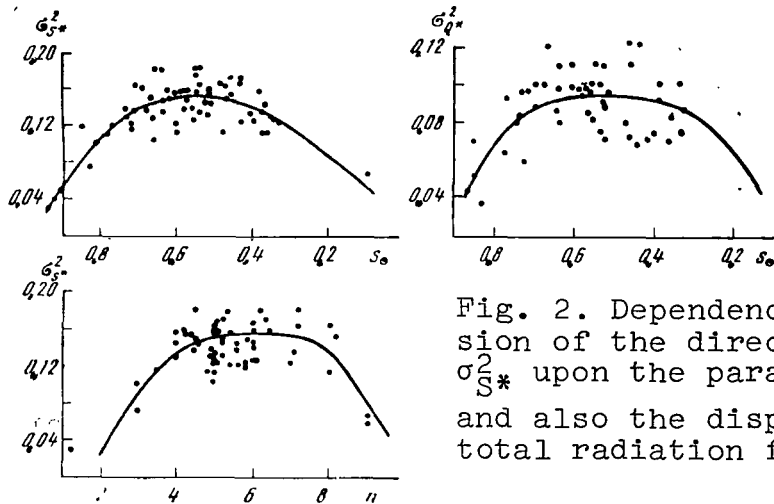 σ²S*
0,20
0,12
0,04
0,8 0,6 0,4 0,2 S⊙
σ²Q*
0,12
0,08
0,04
0,8 0,6 0,4 0,2 S⊙
σ²S*
0,20
0,12
0,04
4 6 8 n
Fig. 2. Dependenc
sion of the direc
σ²S* upon the para
and also the disp
total radiation f